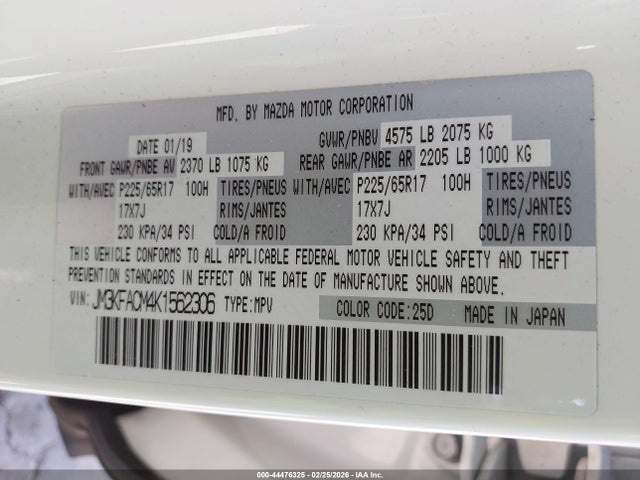 MFD. BY MAZDA MOTOR CORPORATION
DATE 01/19 GVWR/PNBV 4575 LB 2075 KG
FRONT GAWR/PNBE AV 2370 LB 1075 KG REAR GAWR/PNBE AR 2205 LB 1000 KG
WITH/AVEC P225/65R17 100H TIRES/PNEUS WITH/AVEC P225/65R17 100H TIRES/PNEUS
17X7J RIMS/JANTES 17X7J RIMS/JANTES
230 KPA/34 PSI COLD/A FROID 230 KPA/34 PSI COLD/A FROID
THIS VEHICLE CONFORMS TO ALL APPLICABLE FEDERAL MOTOR VEHICLE SAFETY AND THEFT
PREVENTION STANDARDS IN EFFECT ON THE DATE OF MANUFACTURE SHOWN ABOVE.
VIN: JM3KFACM4K1562306 TYPE:MPV COLOR CODE:25D MADE IN JAPAN
000-44476325 - 02/25/2026 - IAAI.COM